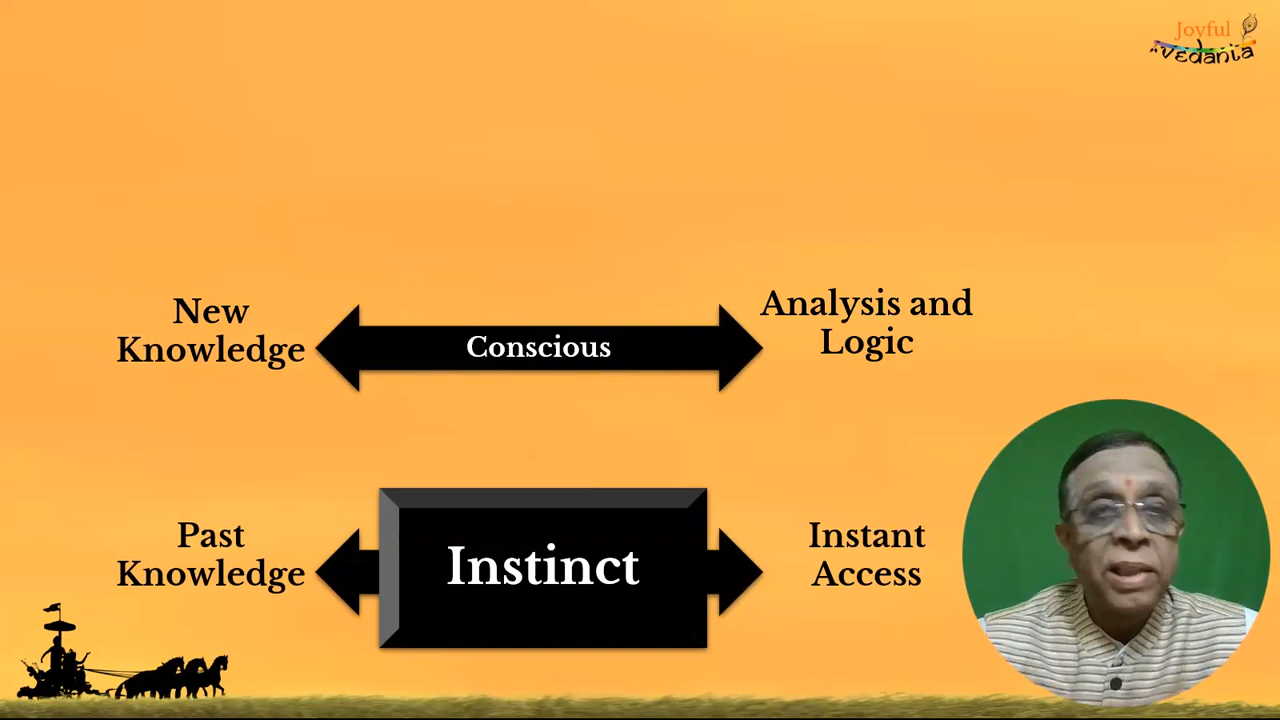 Joyful
Vedanta
New
Knowledge
Conscious
Analysis and
Logic
Past
Knowledge
Instinct
Instant
Access